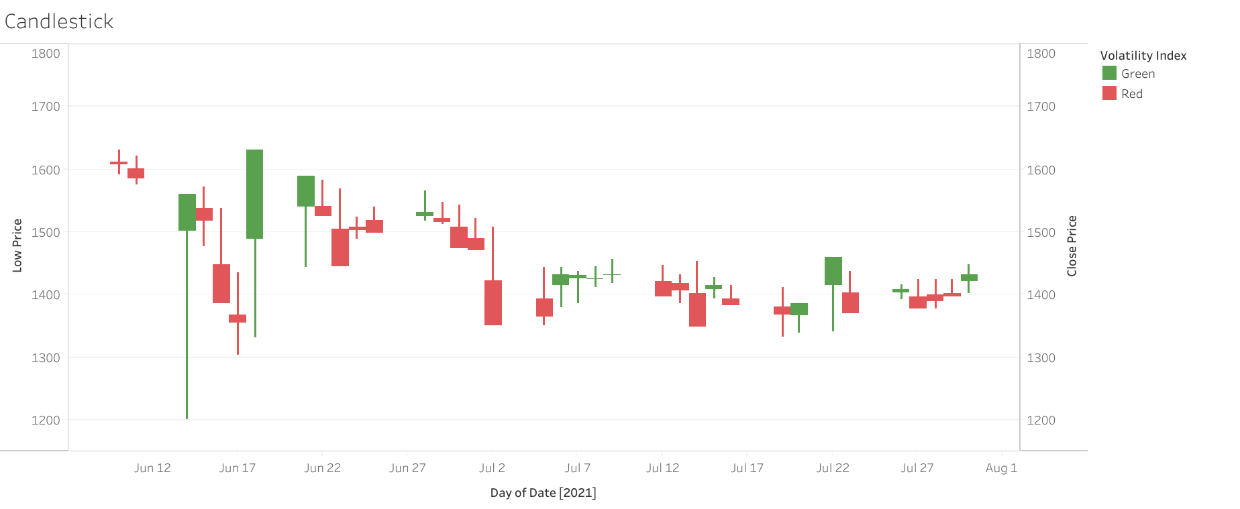 Candlestick
1800
1700
1600
1500
1400
1300
1200
Low Price
1800
1700
1600
1500
1400
1300
1200
Close Price
Jun 12 Jun 17 Jun 22 Jun 27 Jul 2 Jul 7 Jul 12 Jul 17 Jul 22 Jul 27 Aug 1
Day of Date [2021]
Volatility Index
Green
Red